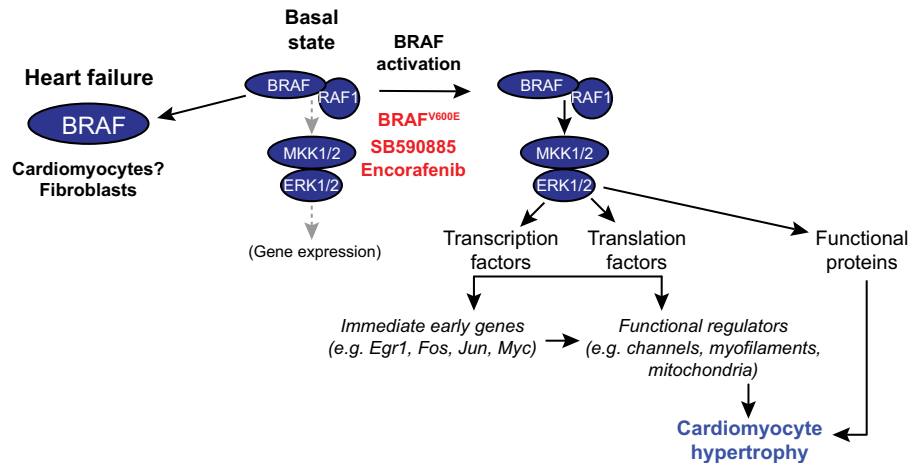 Basal
state
BRAF
activation
Heart failure
BRAF
Cardiomyocytes?
Fibroblasts
BRAF
RAF1
MKK1/2
ERK1/2
(Gene expression)
BRAFV600E
SB590885
Encorafenib
BRAF
RAF1
MKK1/2
ERK1/2
Transcription
factors
Translation
factors
Functional
proteins
Immediate early genes
(e.g. Egr1, Fos, Jun, Myc)
Functional regulators
(e.g. channels, myofilaments,
mitochondria)
Cardiomyocyte
hypertrophy